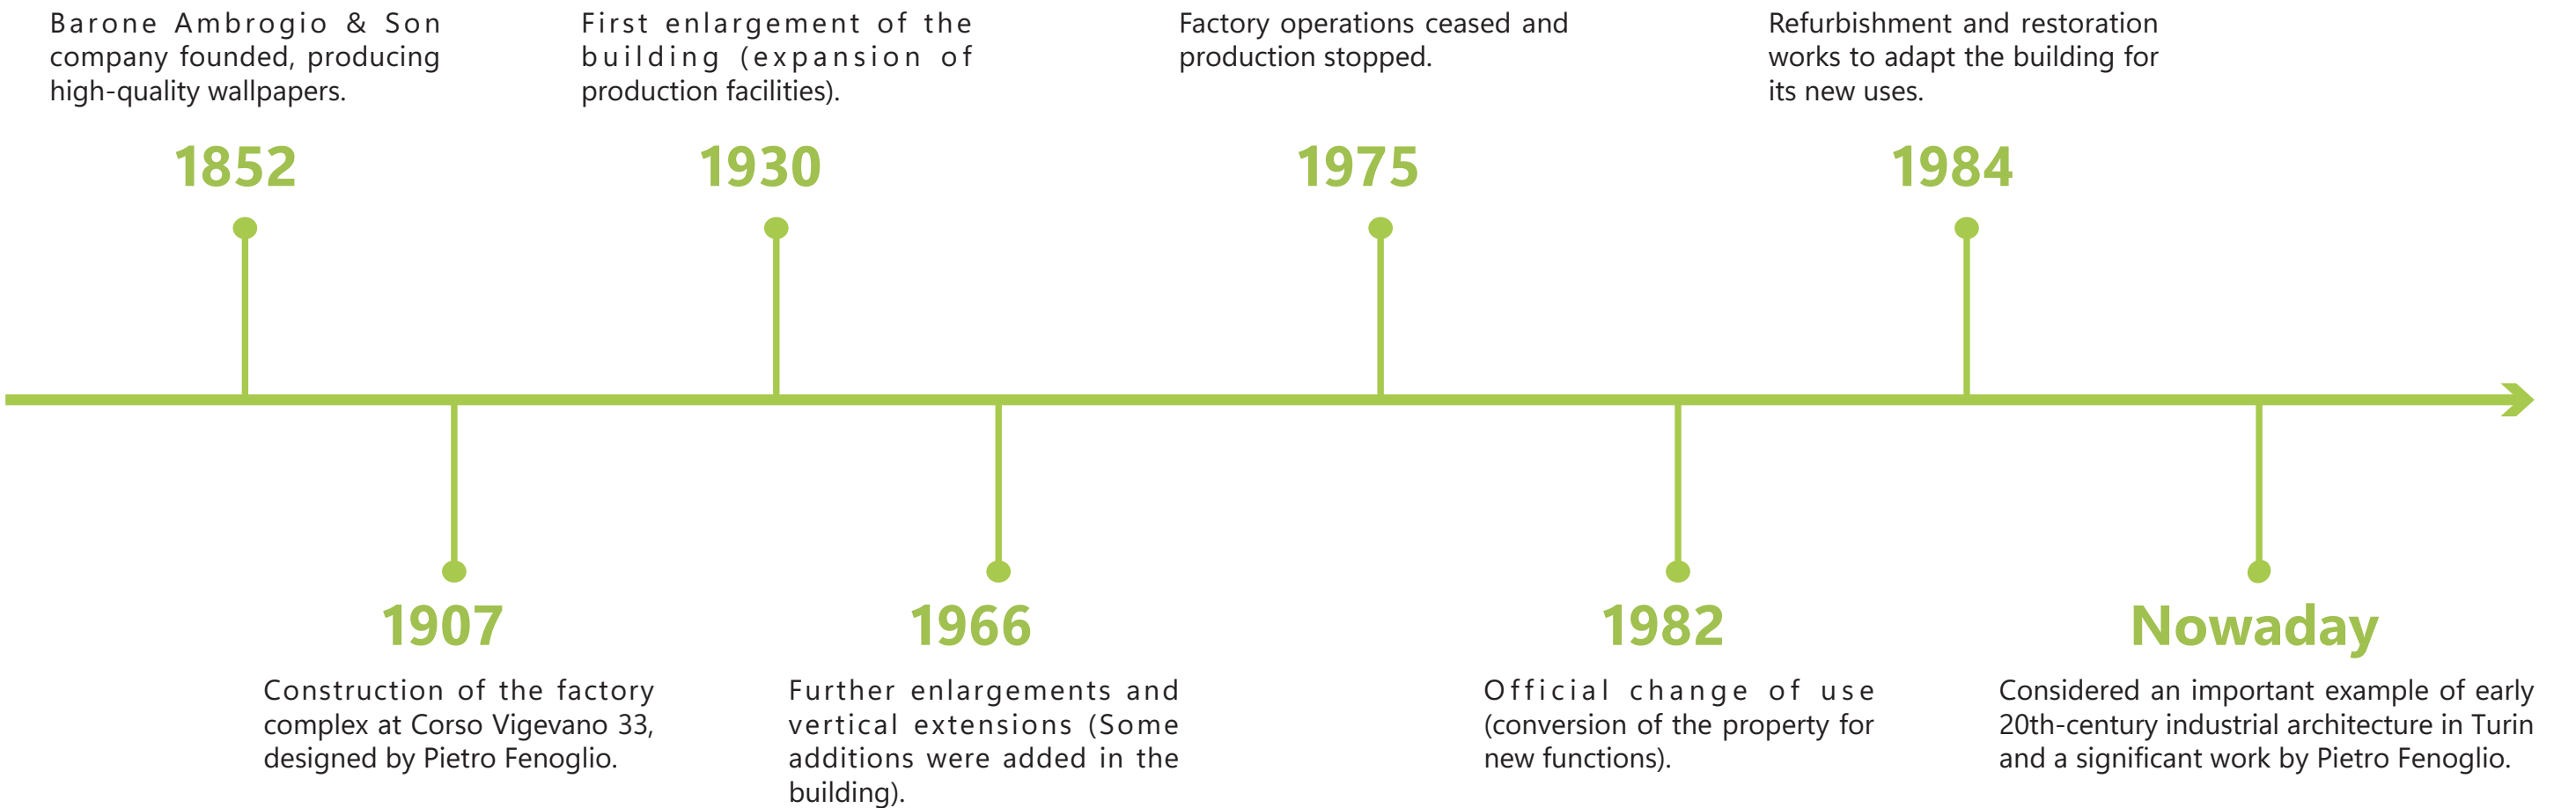 Barone Ambrogio & Son
company founded, producing
high-quality wallpapers.
1852
First enlargement of the
building (expansion of
production facilities).
1930
Factory operations ceased and
production stopped.
1975
Refurbishment and restoration
works to adapt the building for
its new uses.
1984
1907
Construction of the factory
complex at Corso Vigevano 33,
designed by Pietro Fenoglio.
1966
Further enlargements and
vertical extensions (Some
additions were added in the
building).
1982
Official change of use
(conversion of the property for
new functions).
Nowaday
Considered an important example of early
20th-century industrial architecture in Turin
and a significant work by Pietro Fenoglio.